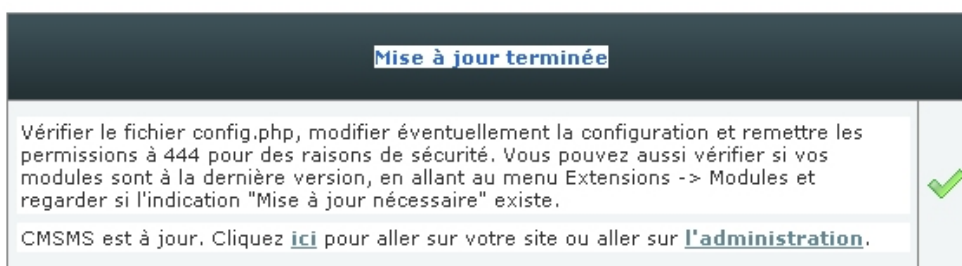 Mise à jour terminée
Vérifier le fichier config.php, modifier éventuellement la configuration et remettre les
permissions à 444 pour des raisons de sécurité. Vous pouvez aussi vérifier si vos
modules sont à la dernière version, en allant au menu Extensions -> Modules et
regarder si l'indication "Mise à jour nécessaire" existe.
CMSMS est à jour. Cliquez ici pour aller sur votre site ou aller sur l'administration.